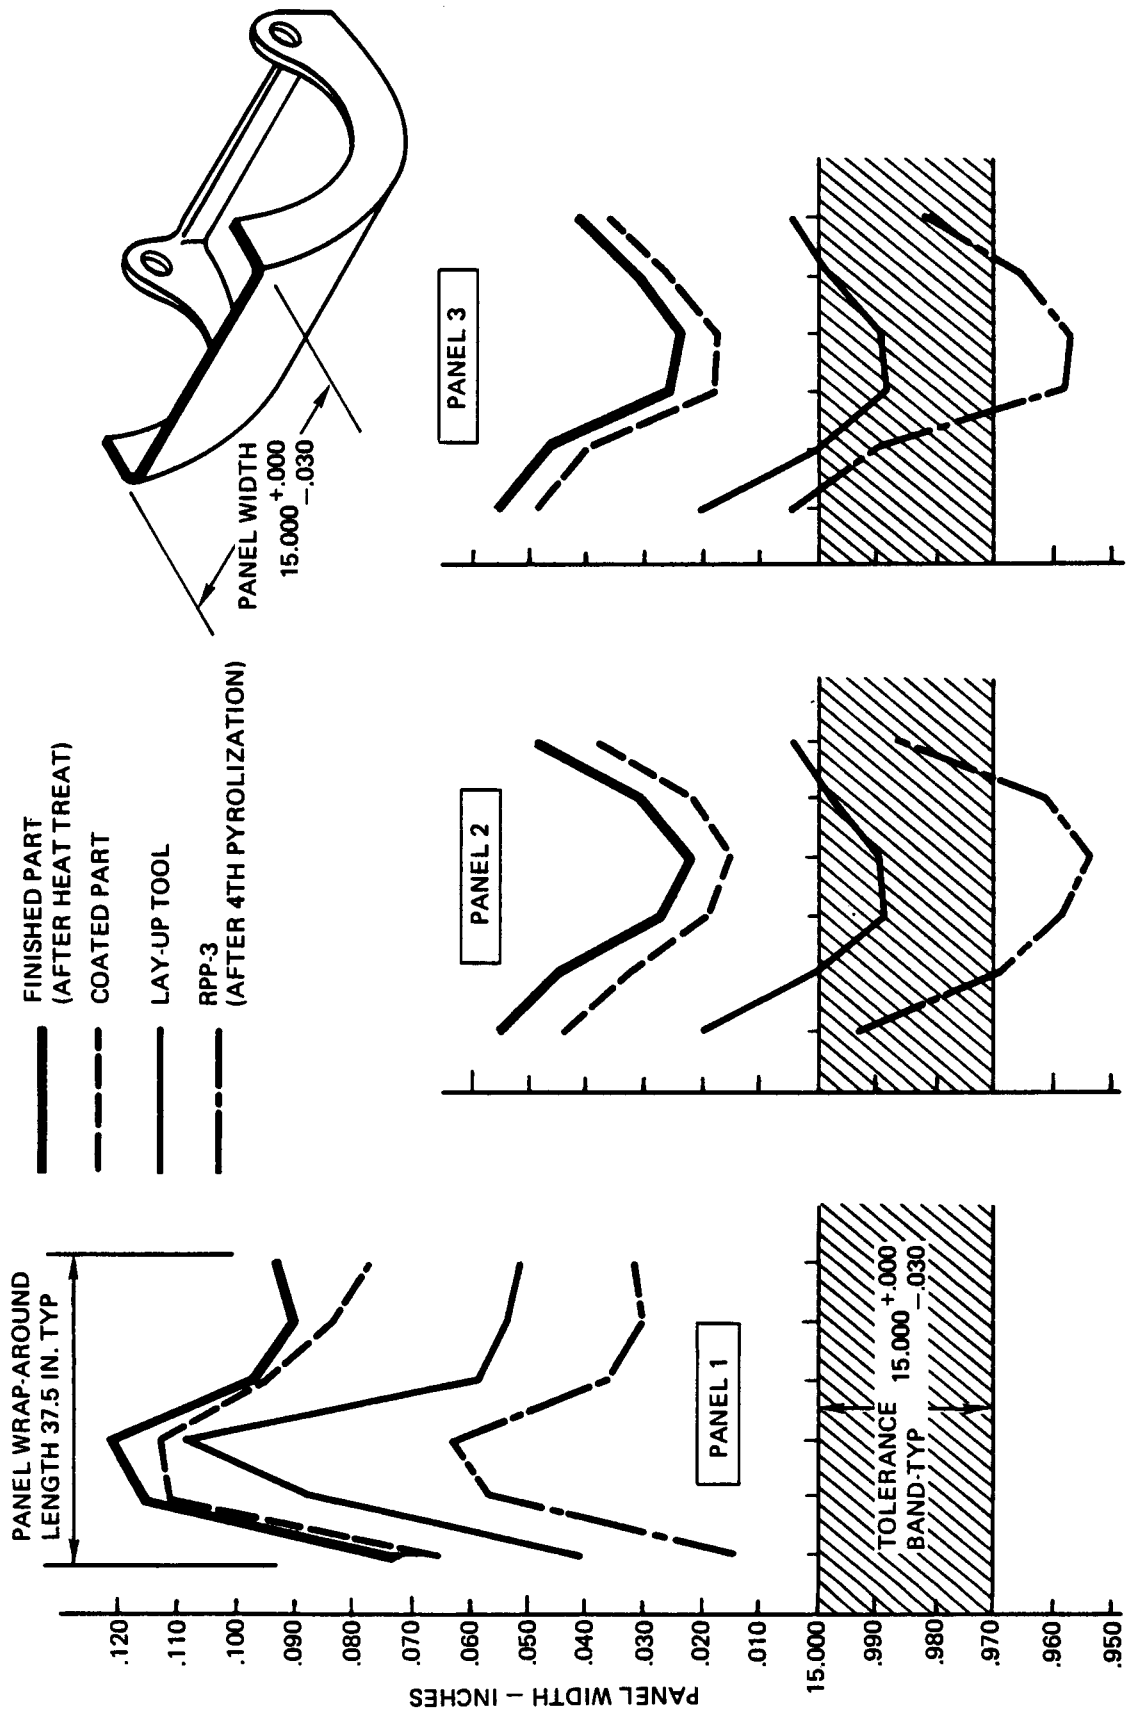 PANEL WRAP-AROUND
LENGTH 37.5 IN. TYP
FINISHED PART
(AFTER HEAT TREAT)
COATED PART
LAY-UP TOOL
RPP-3
(AFTER 4TH PYROLIZATION)
PANEL WIDTH
15.000 +.000
-.030
PANEL 1
PANEL 2
PANEL 3
TOLERANCE
BAND-TYP
15.000 +.000
-.030
PANEL WIDTH – INCHES
.120
.110
.100
.090
.080
.070
.060
.050
.040
.030
.020
.010
15.000
.990
.980
.970
.960
.950